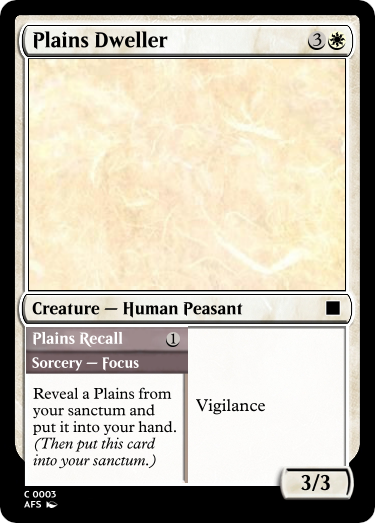 Plains Dweller 3
Creature — Human Peasant
Plains Recall 1
Sorcery — Focus
Reveal a Plains from
your sanctum and
put it into your hand.
(Then put this card
into your sanctum.)
Vigilance
3/3
C 0003
AFS